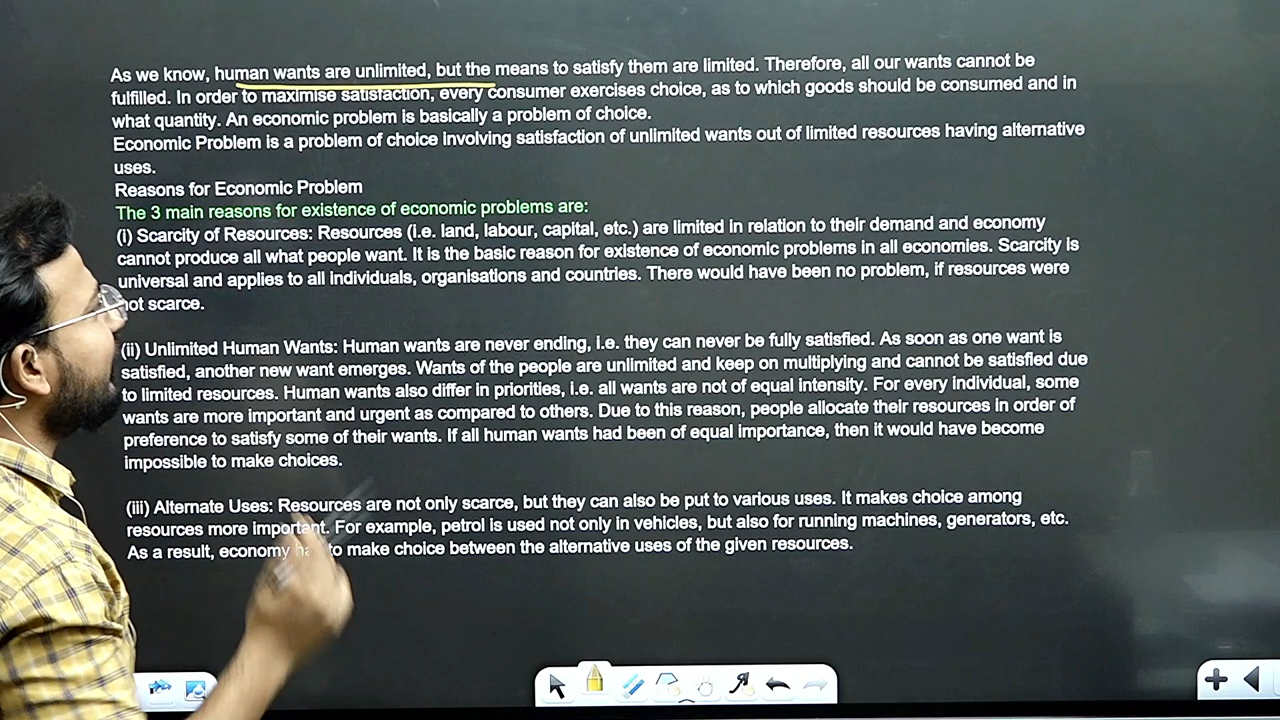 As we know, human wants are unlimited, but the means to satisfy them are limited. Therefore, all our wants cannot be
fulfilled. In order to maximise satisfaction, every consumer exercises choice, as to which goods should be consumed and in
what quantity. An economic problem is basically a problem of choice.
Economic Problem is a problem of choice involving satisfaction of unlimited wants out of limited resources having alternative
uses.
Reasons for Economic Problem
The 3 main reasons for existence of economic problems are:
(i) Scarcity of Resources: Resources (i.e. land, labour, capital, etc.) are limited in relation to their demand and economy
cannot produce all what people want. It is the basic reason for existence of economic problems in all economies. Scarcity is
universal and applies to all individuals, organisations and countries. There would have been no problem, if resources were
not scarce.
(ii) Unlimited Human Wants: Human wants are never ending, i.e. they can never be fully satisfied. As soon as one want is
satisfied, another new want emerges. Wants of the people are unlimited and keep on multiplying and cannot be satisfied due
to limited resources. Human wants also differ in priorities, i.e. all wants are not of equal intensity. For every individual, some
wants are more important and urgent as compared to others. Due to this reason, people allocate their resources in order of
preference to satisfy some of their wants. If all human wants had been of equal importance, then it would have become
impossible to make choices.
(iii) Alternate Uses: Resources are not only scarce, but they can also be put to various uses. It makes choice among
resources more important. For example, petrol is used not only in vehicles, but also for running machines, generators, etc.
As a result, economy has to make choice between the alternative uses of the given resources.